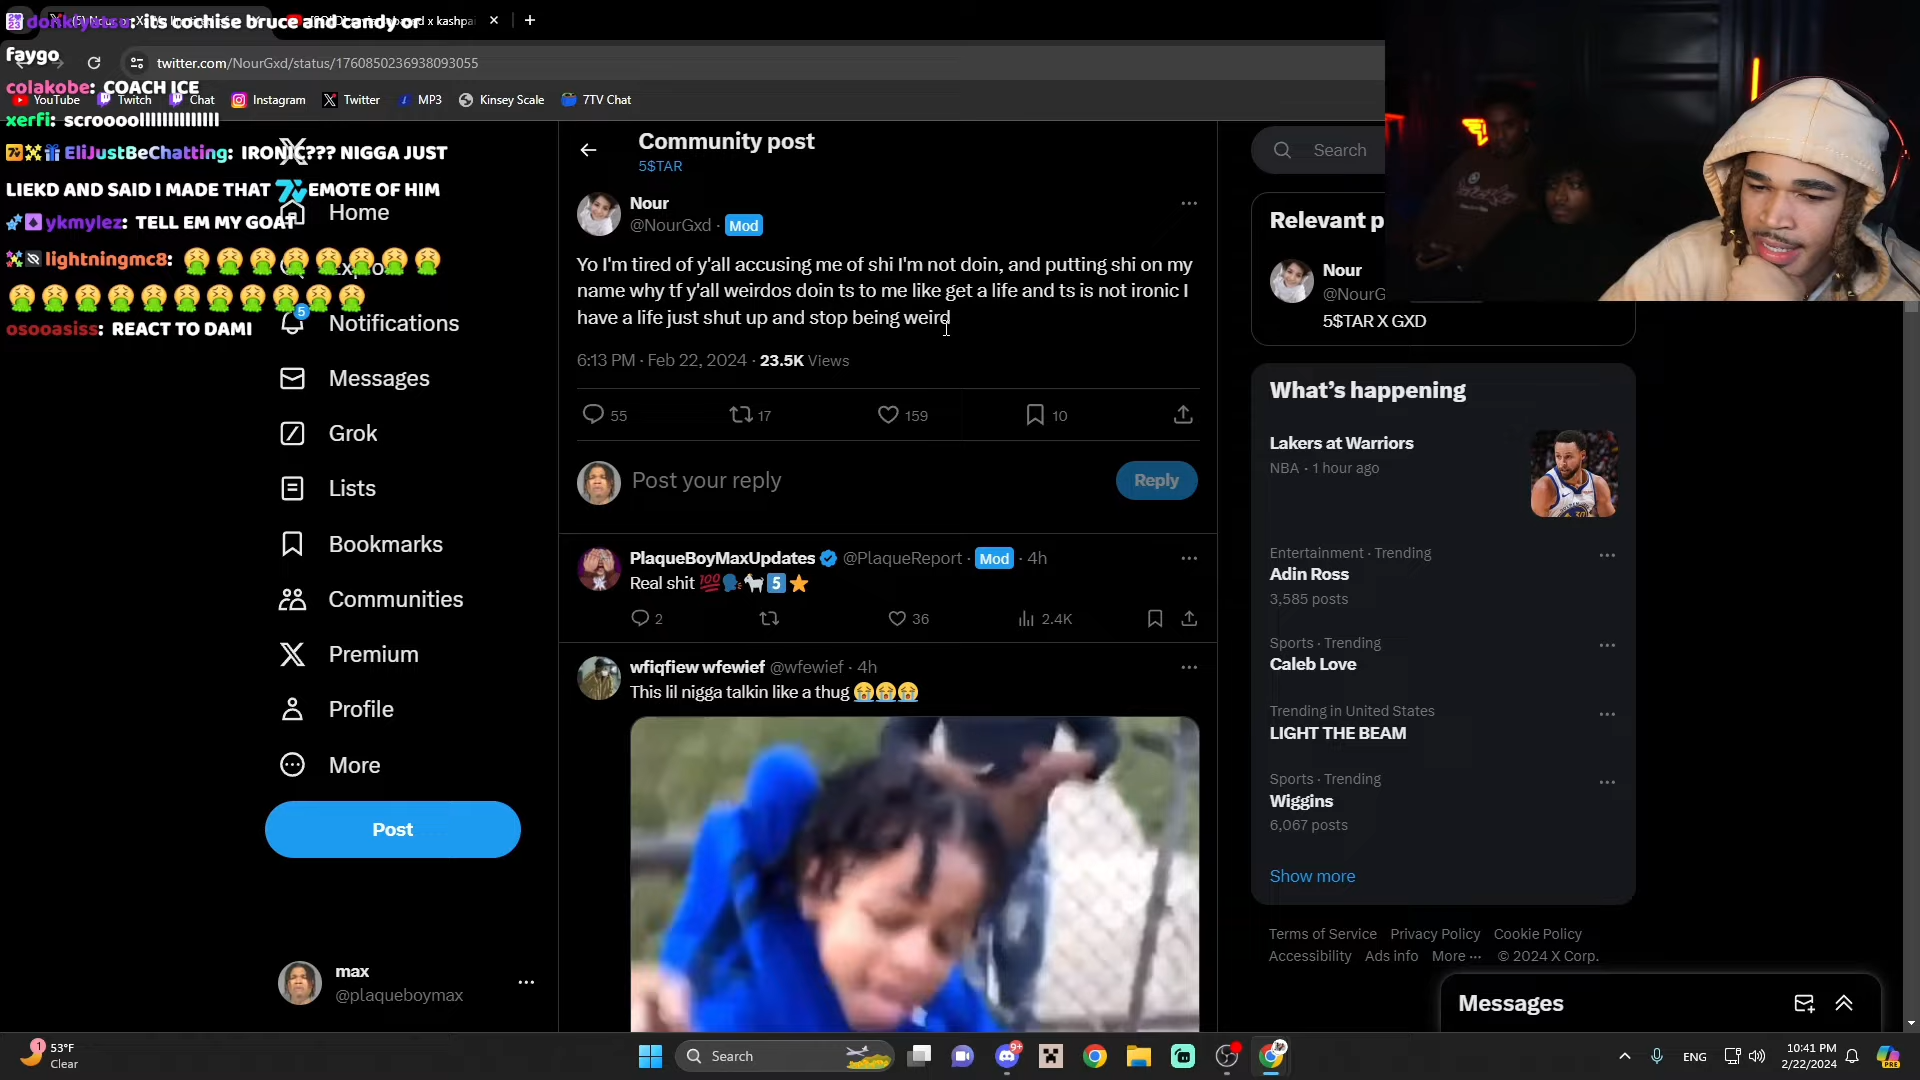 donkyatso: its cochise bruce and candy or
faygo
colakobe: COACH ICE
xerfi: scroooollllllllllllll
EliJustBeChatting: IRONIC??? NIGGA JUST
LIEKD AND SAID I MADE THAT EMOTE OF HIM
ykmylez: TELL EM MY GOAT
lightningmc8: 🤮🤮🤮🤮🤮🤮🤮🤮
🤮🤮🤮🤮🤮🤮🤮🤮🤮🤮🤮
osooasiss: REACT TO DAMI
twitter.com/NourGxd/status/1760850236938093055
YouTube Twitch Chat Instagram Twitter MP3 Kinsey Scale 7TV Chat
Home
5
Notifications
Messages
Grok
Lists
Bookmarks
Communities
Premium
Profile
More
Post
max
@plaqueboymax
Community post
5$TAR
Nour
@NourGxd · Mod
Yo I'm tired of y'all accusing me of shi I'm not doin, and putting shi on my
name why tf y'all weirdos doin ts to me like get a life and ts is not ironic I
have a life just shut up and stop being weird
6:13 PM · Feb 22, 2024 · 23.5K Views
55 17 159 10
Post your reply
Reply
PlaqueBoyMaxUpdates @PlaqueReport · Mod · 4h
Real shit 💯🗣️🐐5️⃣⭐
2 36 2.4K
wfiqfiew wfewief @wfewief · 4h
This lil nigga talkin like a thug 😭😭😭
Search
Relevant p
Nour
@NourG
5$TAR X GXD
What's happening
Lakers at Warriors
NBA · 1 hour ago
Entertainment · Trending
Adin Ross
3,585 posts
Sports · Trending
Caleb Love
Trending in United States
LIGHT THE BEAM
Sports · Trending
Wiggins
6,067 posts
Show more
Terms of Service Privacy Policy Cookie Policy
Accessibility Ads info More ··· © 2024 X Corp.
Messages
1
53°F
Clear
Search
9+
ENG
10:41 PM
2/22/2024
PRE